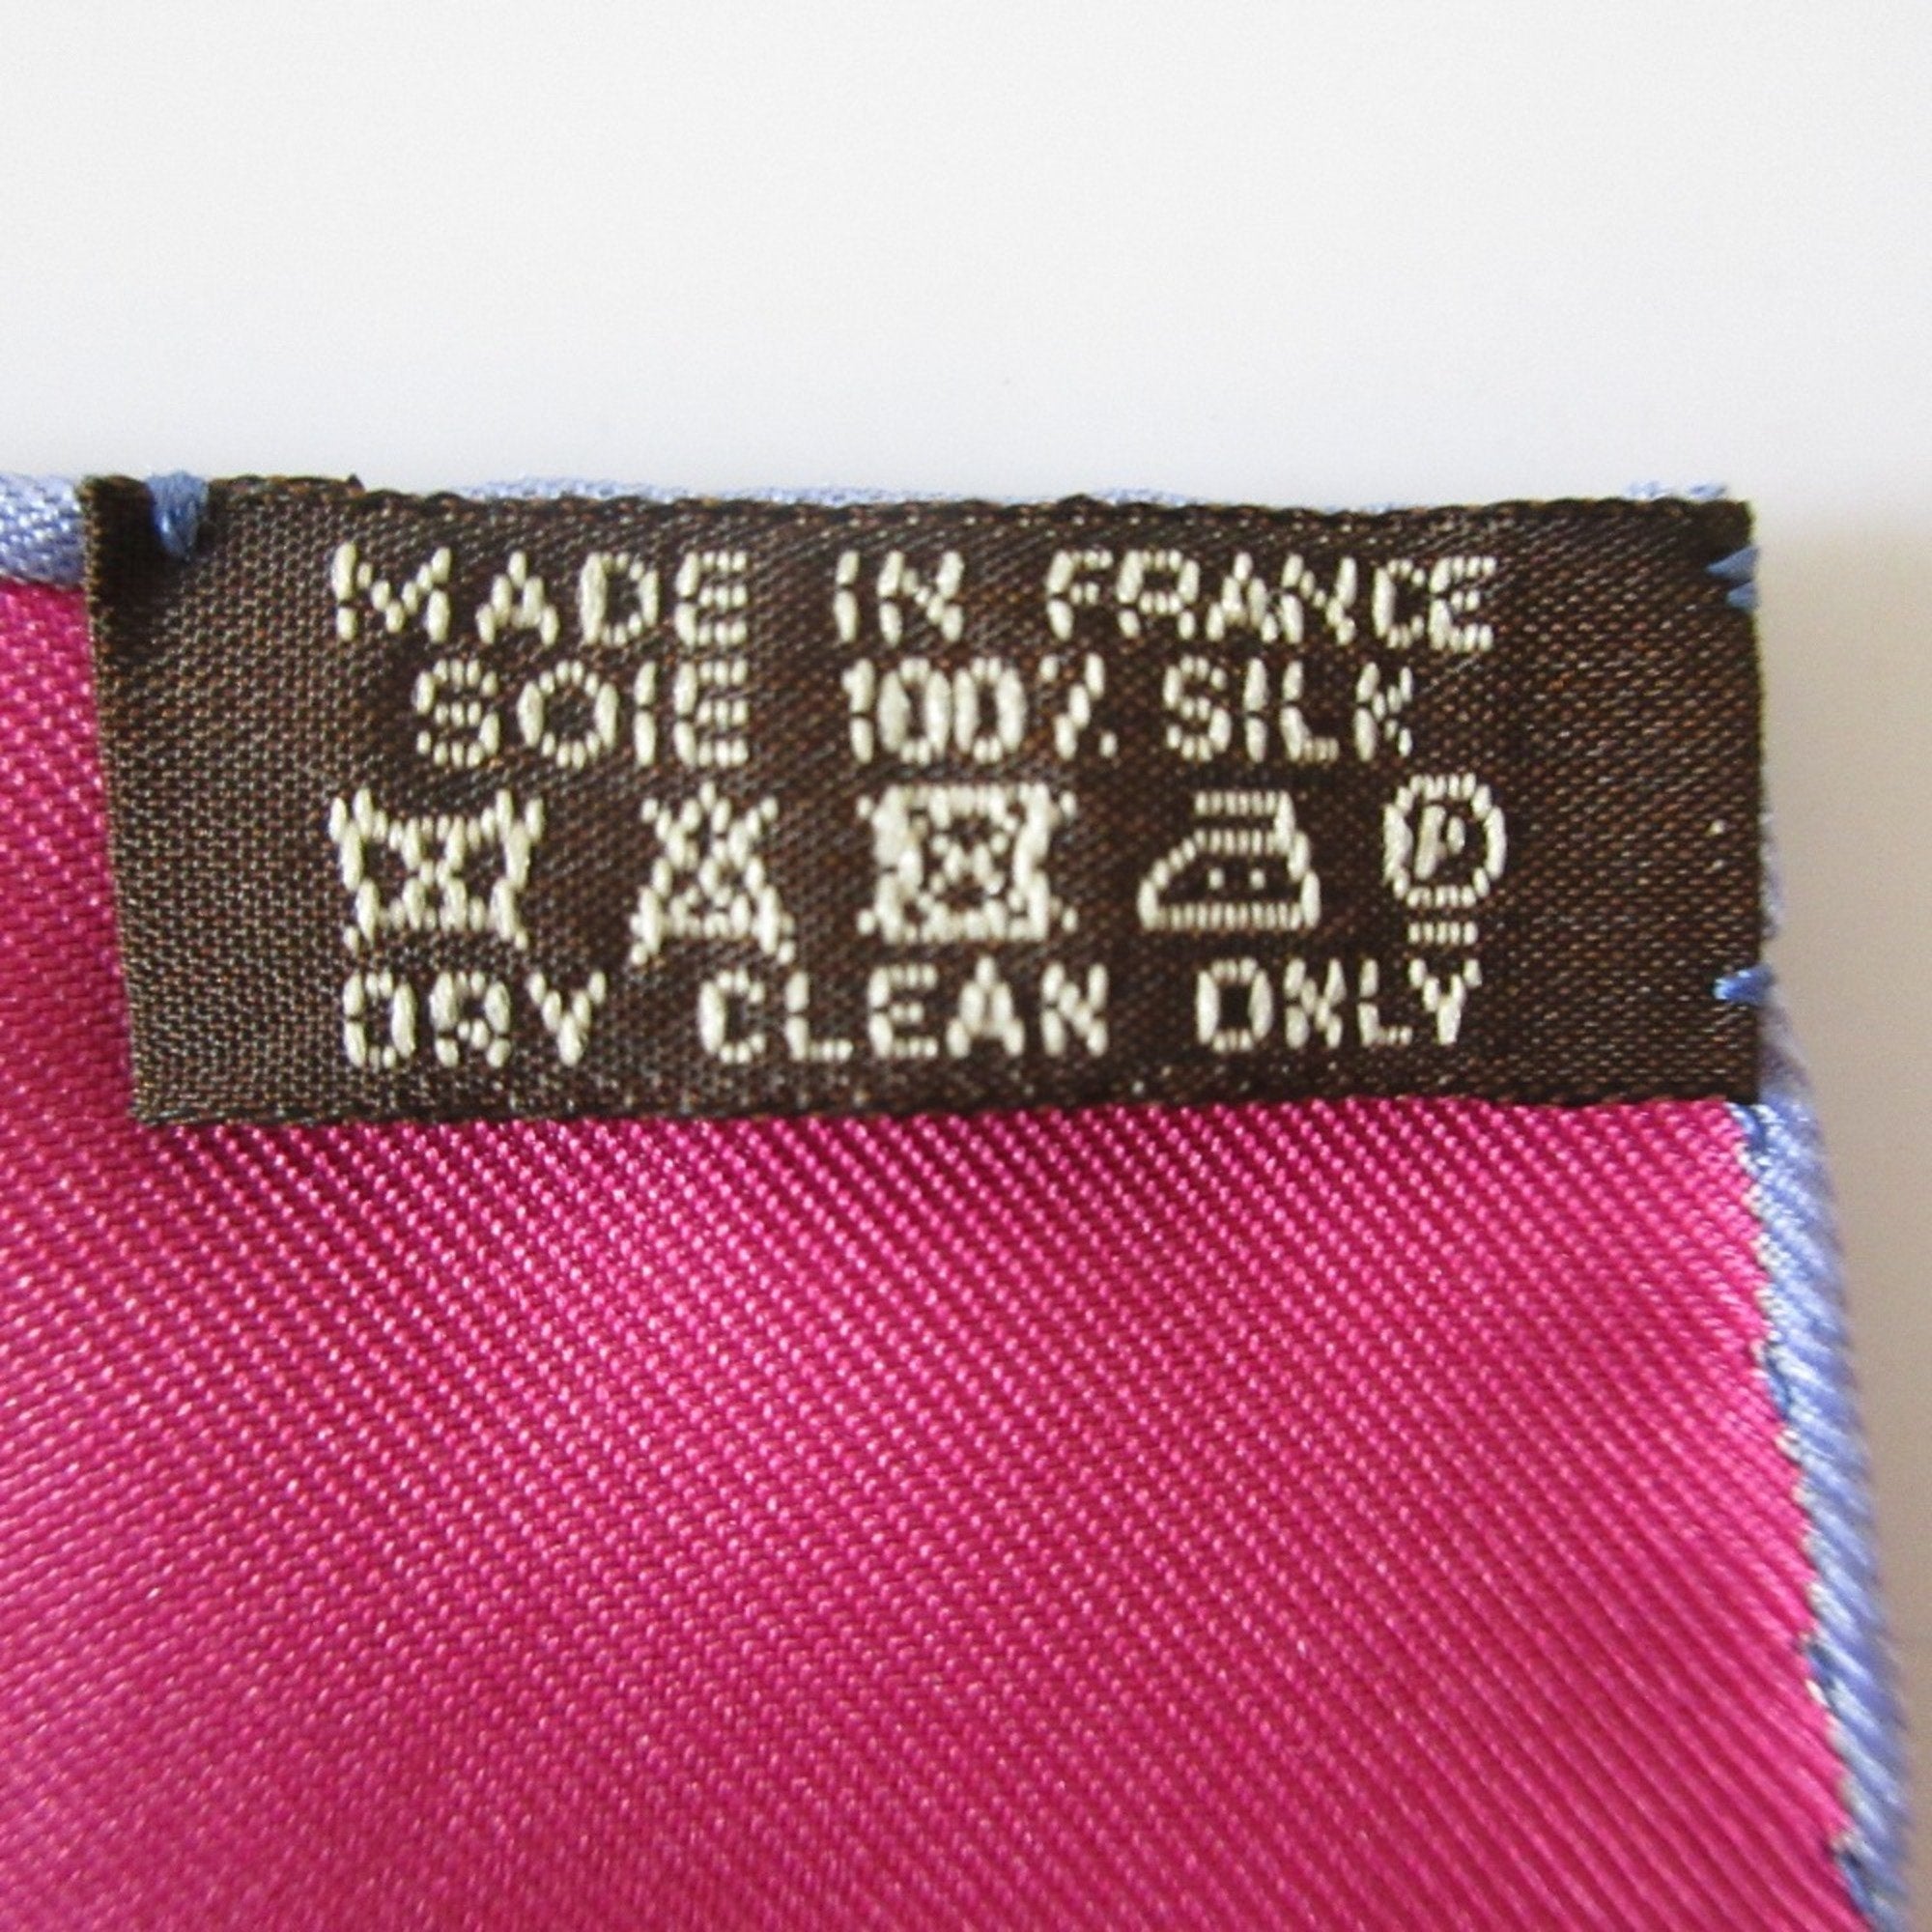 MADE IN FRANCE
SOIE 100% SILK
P
DRY CLEAN ONLY